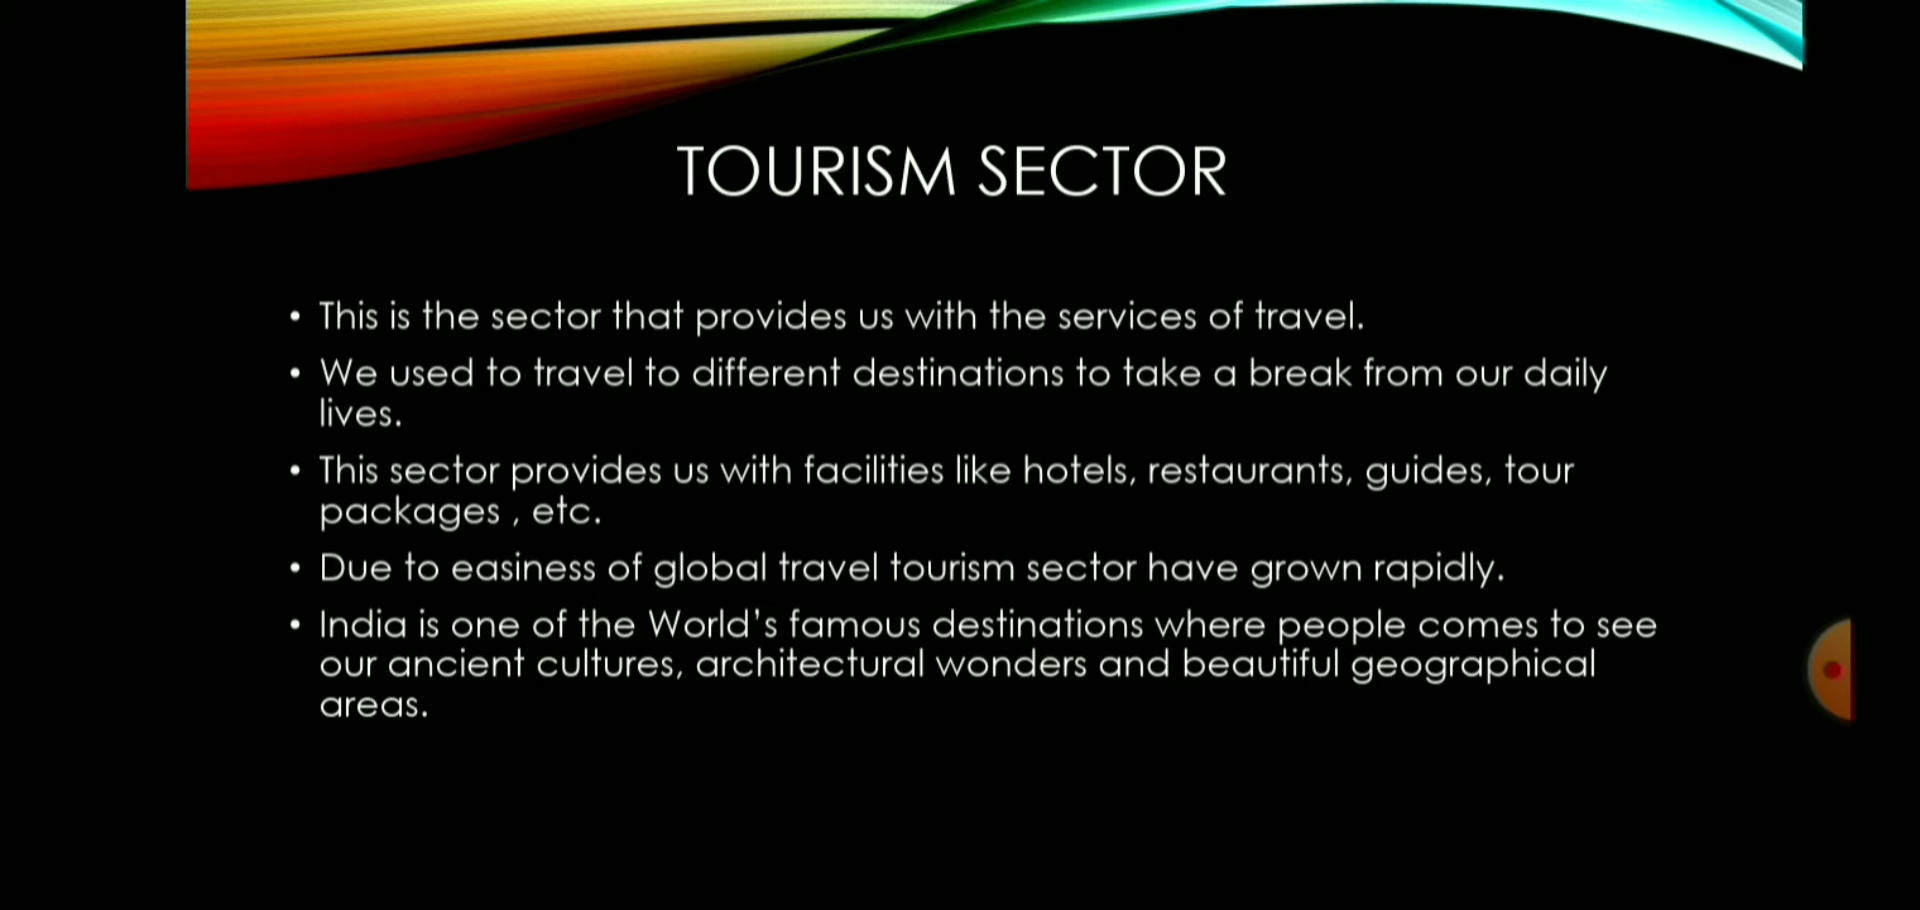 TOURISM SECTOR
• This is the sector that provides us with the services of travel.
• We used to travel to different destinations to take a break from our daily
lives.
• This sector provides us with facilities like hotels, restaurants, guides, tour
packages , etc.
• Due to easiness of global travel tourism sector have grown rapidly.
• India is one of the World's famous destinations where people comes to see
our ancient cultures, architectural wonders and beautiful geographical
areas.